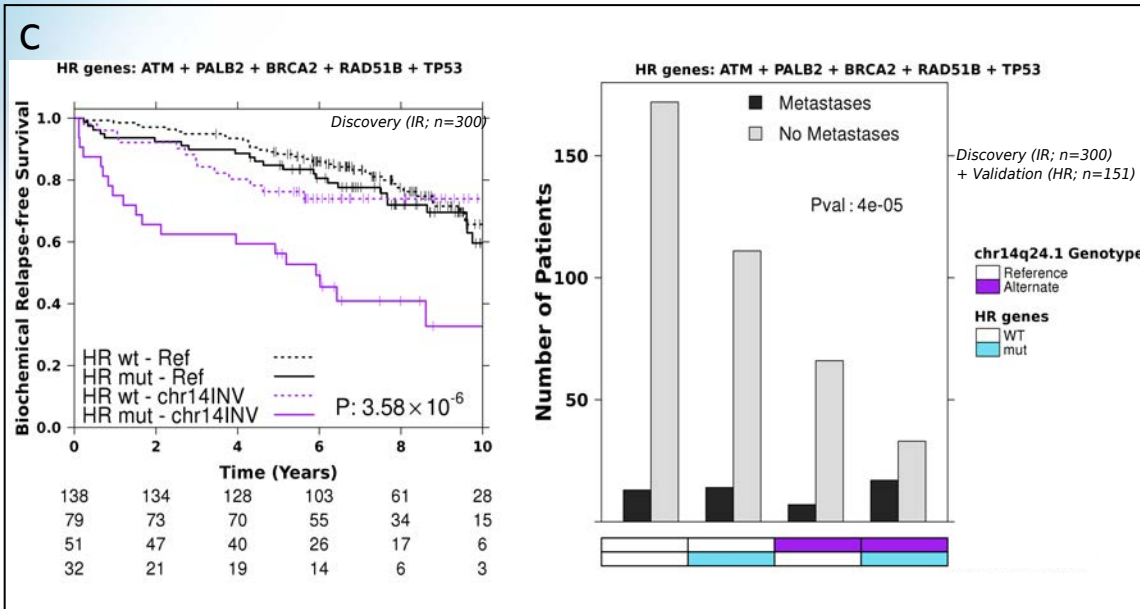 C
HR genes: ATM + PALB2 + BRCA2 + RAD51B + TP53
Discovery (IR; n=300)
Biochemical Relapse-free Survival
1.0
0.8
0.6
0.4
0.2
0.0
HR wt - Ref
HR mut - Ref
HR wt - chr14INV
HR mut - chr14INV
P: 3.58×10⁻⁶
0 2 4 6 8 10
Time (Years)
138 134 128 103 61 28
79 73 70 55 34 15
51 47 40 26 17 6
32 21 19 14 6 3
HR genes: ATM + PALB2 + BRCA2 + RAD51B + TP53
Metastases
No Metastases
Number of Patients
150
100
50
Pval : 4e-05
Discovery (IR; n=300)
+ Validation (HR; n=151)
chr14q24.1 Genotype
Reference
Alternate
HR genes
WT
mut